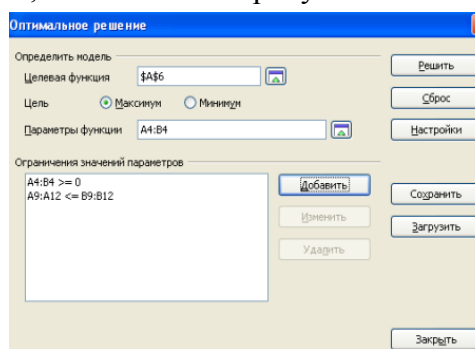 Оптимальное решение
Определить модель
Целевая функция $A$6
Цель Максимум Минимум
Параметры функции A4:B4
Ограничения значений параметров
A4:B4 >= 0
A9:A12 <= B9:B12
Добавить
Изменить
Удалить
Решить
Сброс
Настройки
Сохранить
Загрузить
Закрыть